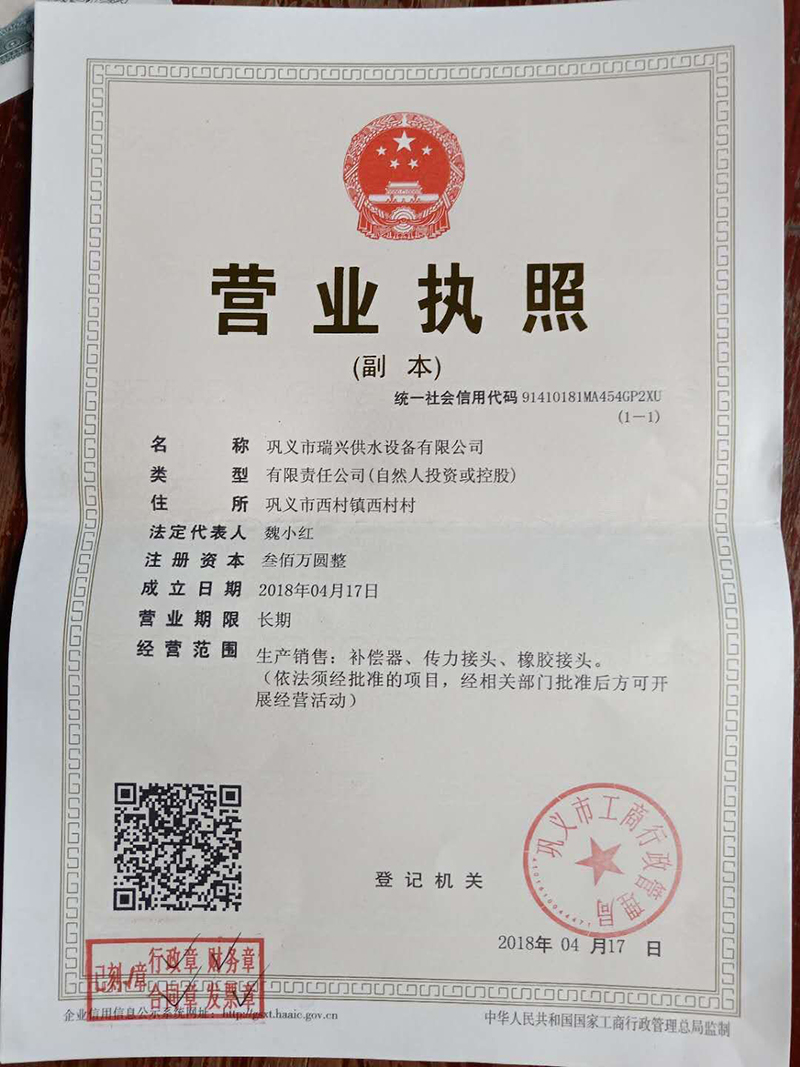 营业执照
(副 本)
统一社会信用代码 91410181MA454GP2XU
(1—1)
名 称 巩义市瑞兴供水设备有限公司
类 型 有限责任公司(自然人投资或控股)
住 所 巩义市西村镇西村村
法定代表人 魏小红
注册资本 叁佰万圆整
成立日期 2018年04月17日
营业期限 长期
经营范围 生产销售：补偿器、传力接头、橡胶接头。
（依法须经批准的项目，经相关部门批准后方可开
展经营活动）
巩义市工商行政管理局
登记机关
2018年 04 月17 日
已刻章 行政章 财务章
合同章 发票章
企业信用信息公示系统网址： http://gsxt.haaic.gov.cn
中华人民共和国国家工商行政管理总局监制